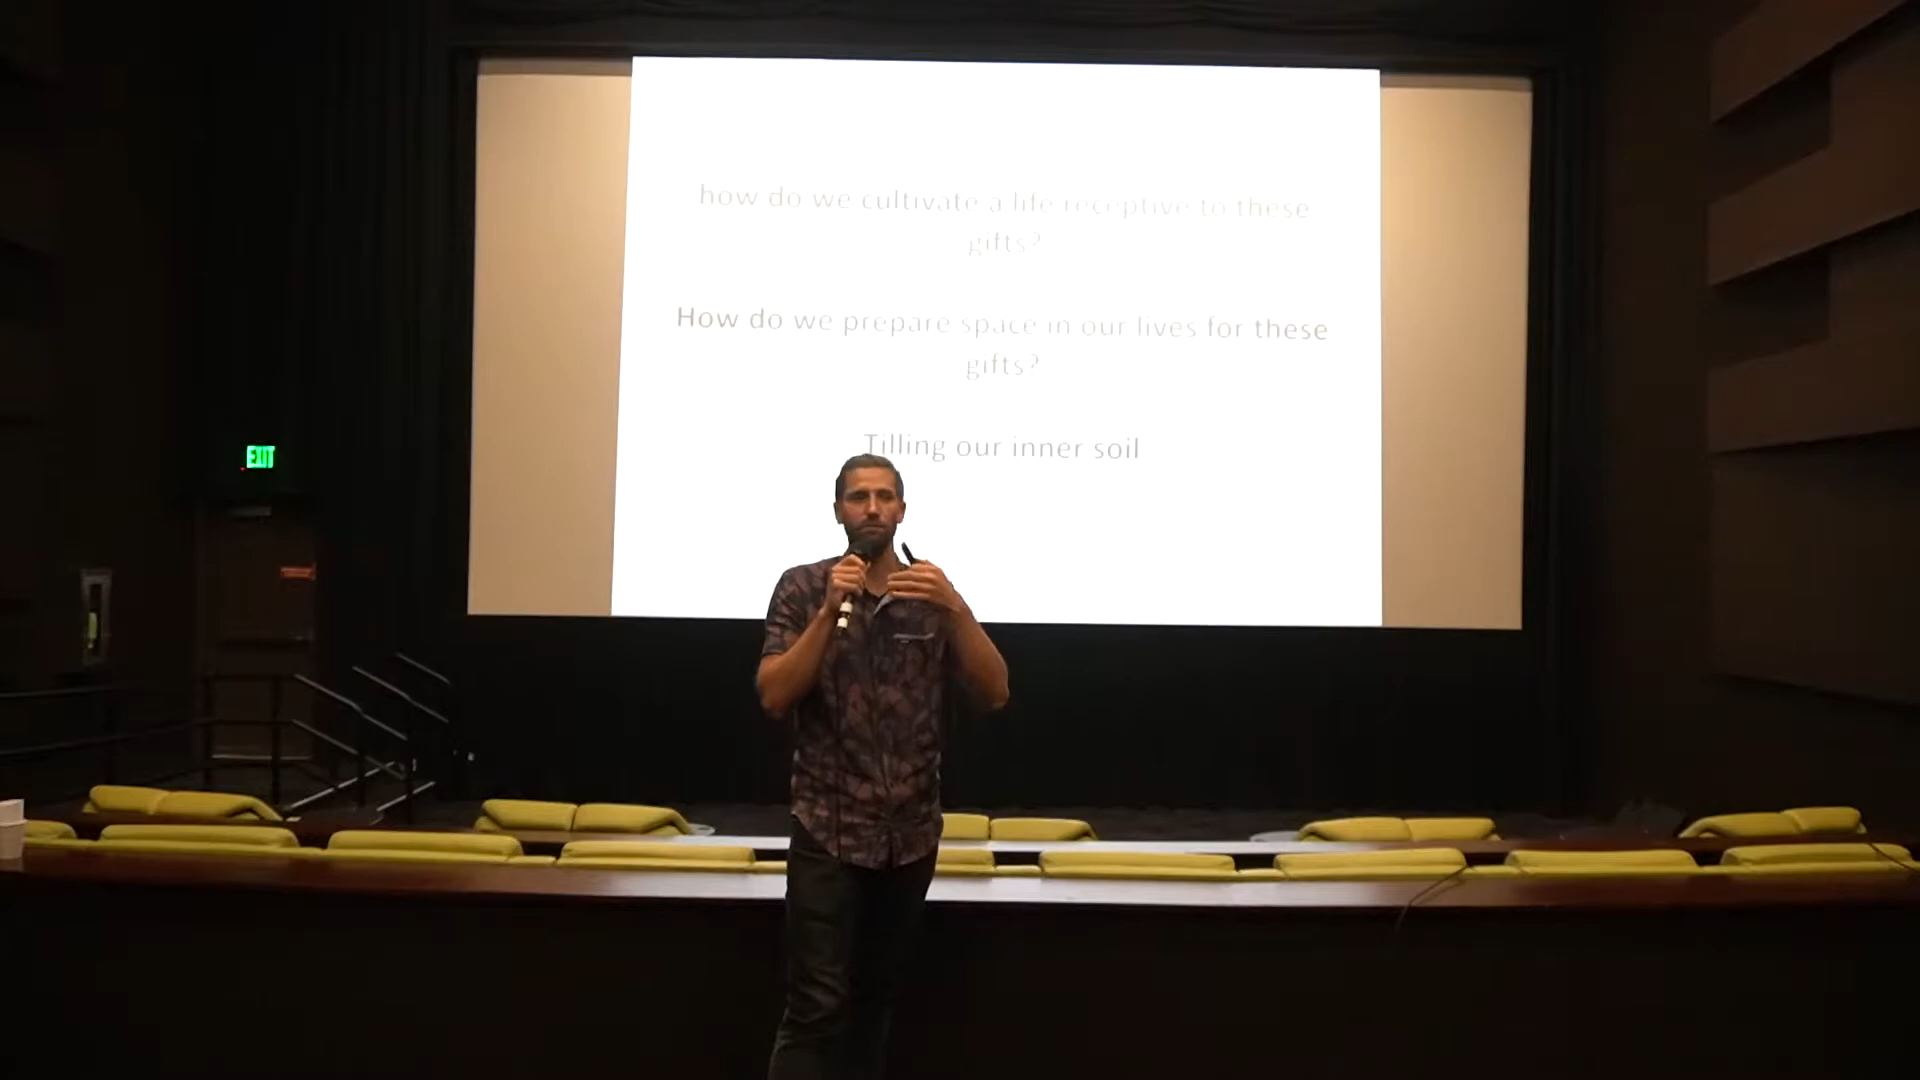 how do we cultivate a life receptive to these
gifts?
How do we prepare space in our lives for these
gifts?
Tilling our inner soil
EXIT